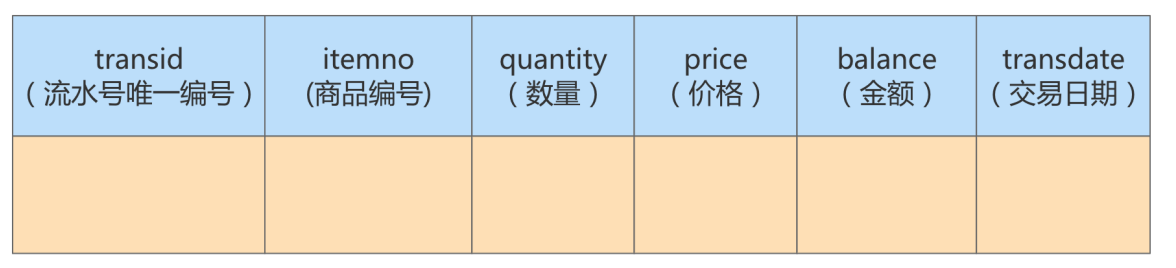 transid
（流水号唯一编号）
itemno
(商品编号)
quantity
（数量）
price
（价格）
balance
（金额）
transdate
（交易日期）